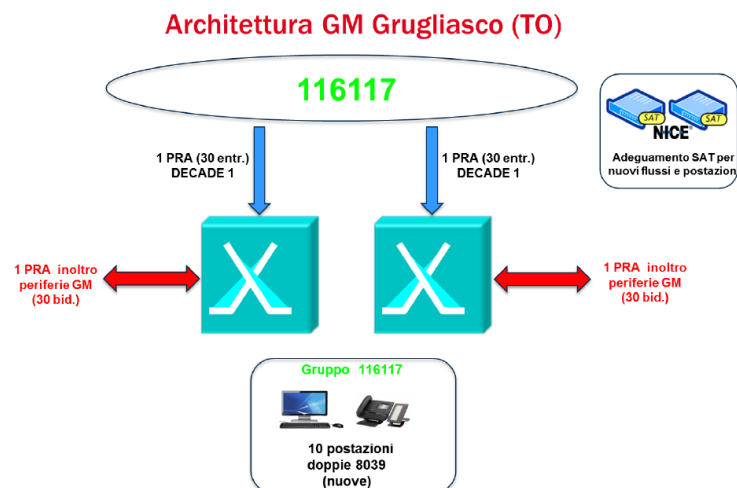 Architettura GM Grugliasco (TO)
116117
SAT
SAT
NICE®
Adeguamento SAT per
nuovi flussi e postazion
1 PRA (30 entr.)
DECADE 1
1 PRA (30 entr.)
DECADE 1
1 PRA inoltro
periferie GM
(30 bid.)
1 PRA inoltro
periferie GM
(30 bid.)
Gruppo 116117
10 postazioni
doppie 8039
(nuove)